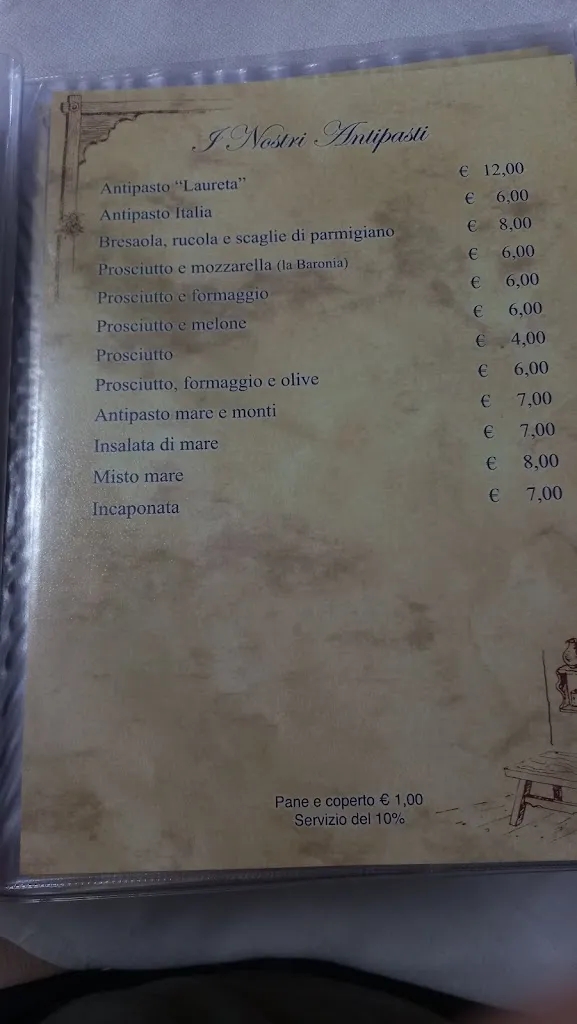 I Nostri Antipasti
Antipasto “Laureta” € 12,00
Antipasto Italia € 6,00
Bresaola, rucola e scaglie di parmigiano € 8,00
Prosciutto e mozzarella (la Baronia) € 6,00
Prosciutto e formaggio € 6,00
Prosciutto e melone € 6,00
Prosciutto € 4,00
Prosciutto, formaggio e olive € 6,00
Antipasto mare e monti € 7,00
Insalata di mare € 7,00
Misto mare € 8,00
Incaponata € 7,00
Pane e coperto € 1,00
Servizio del 10%